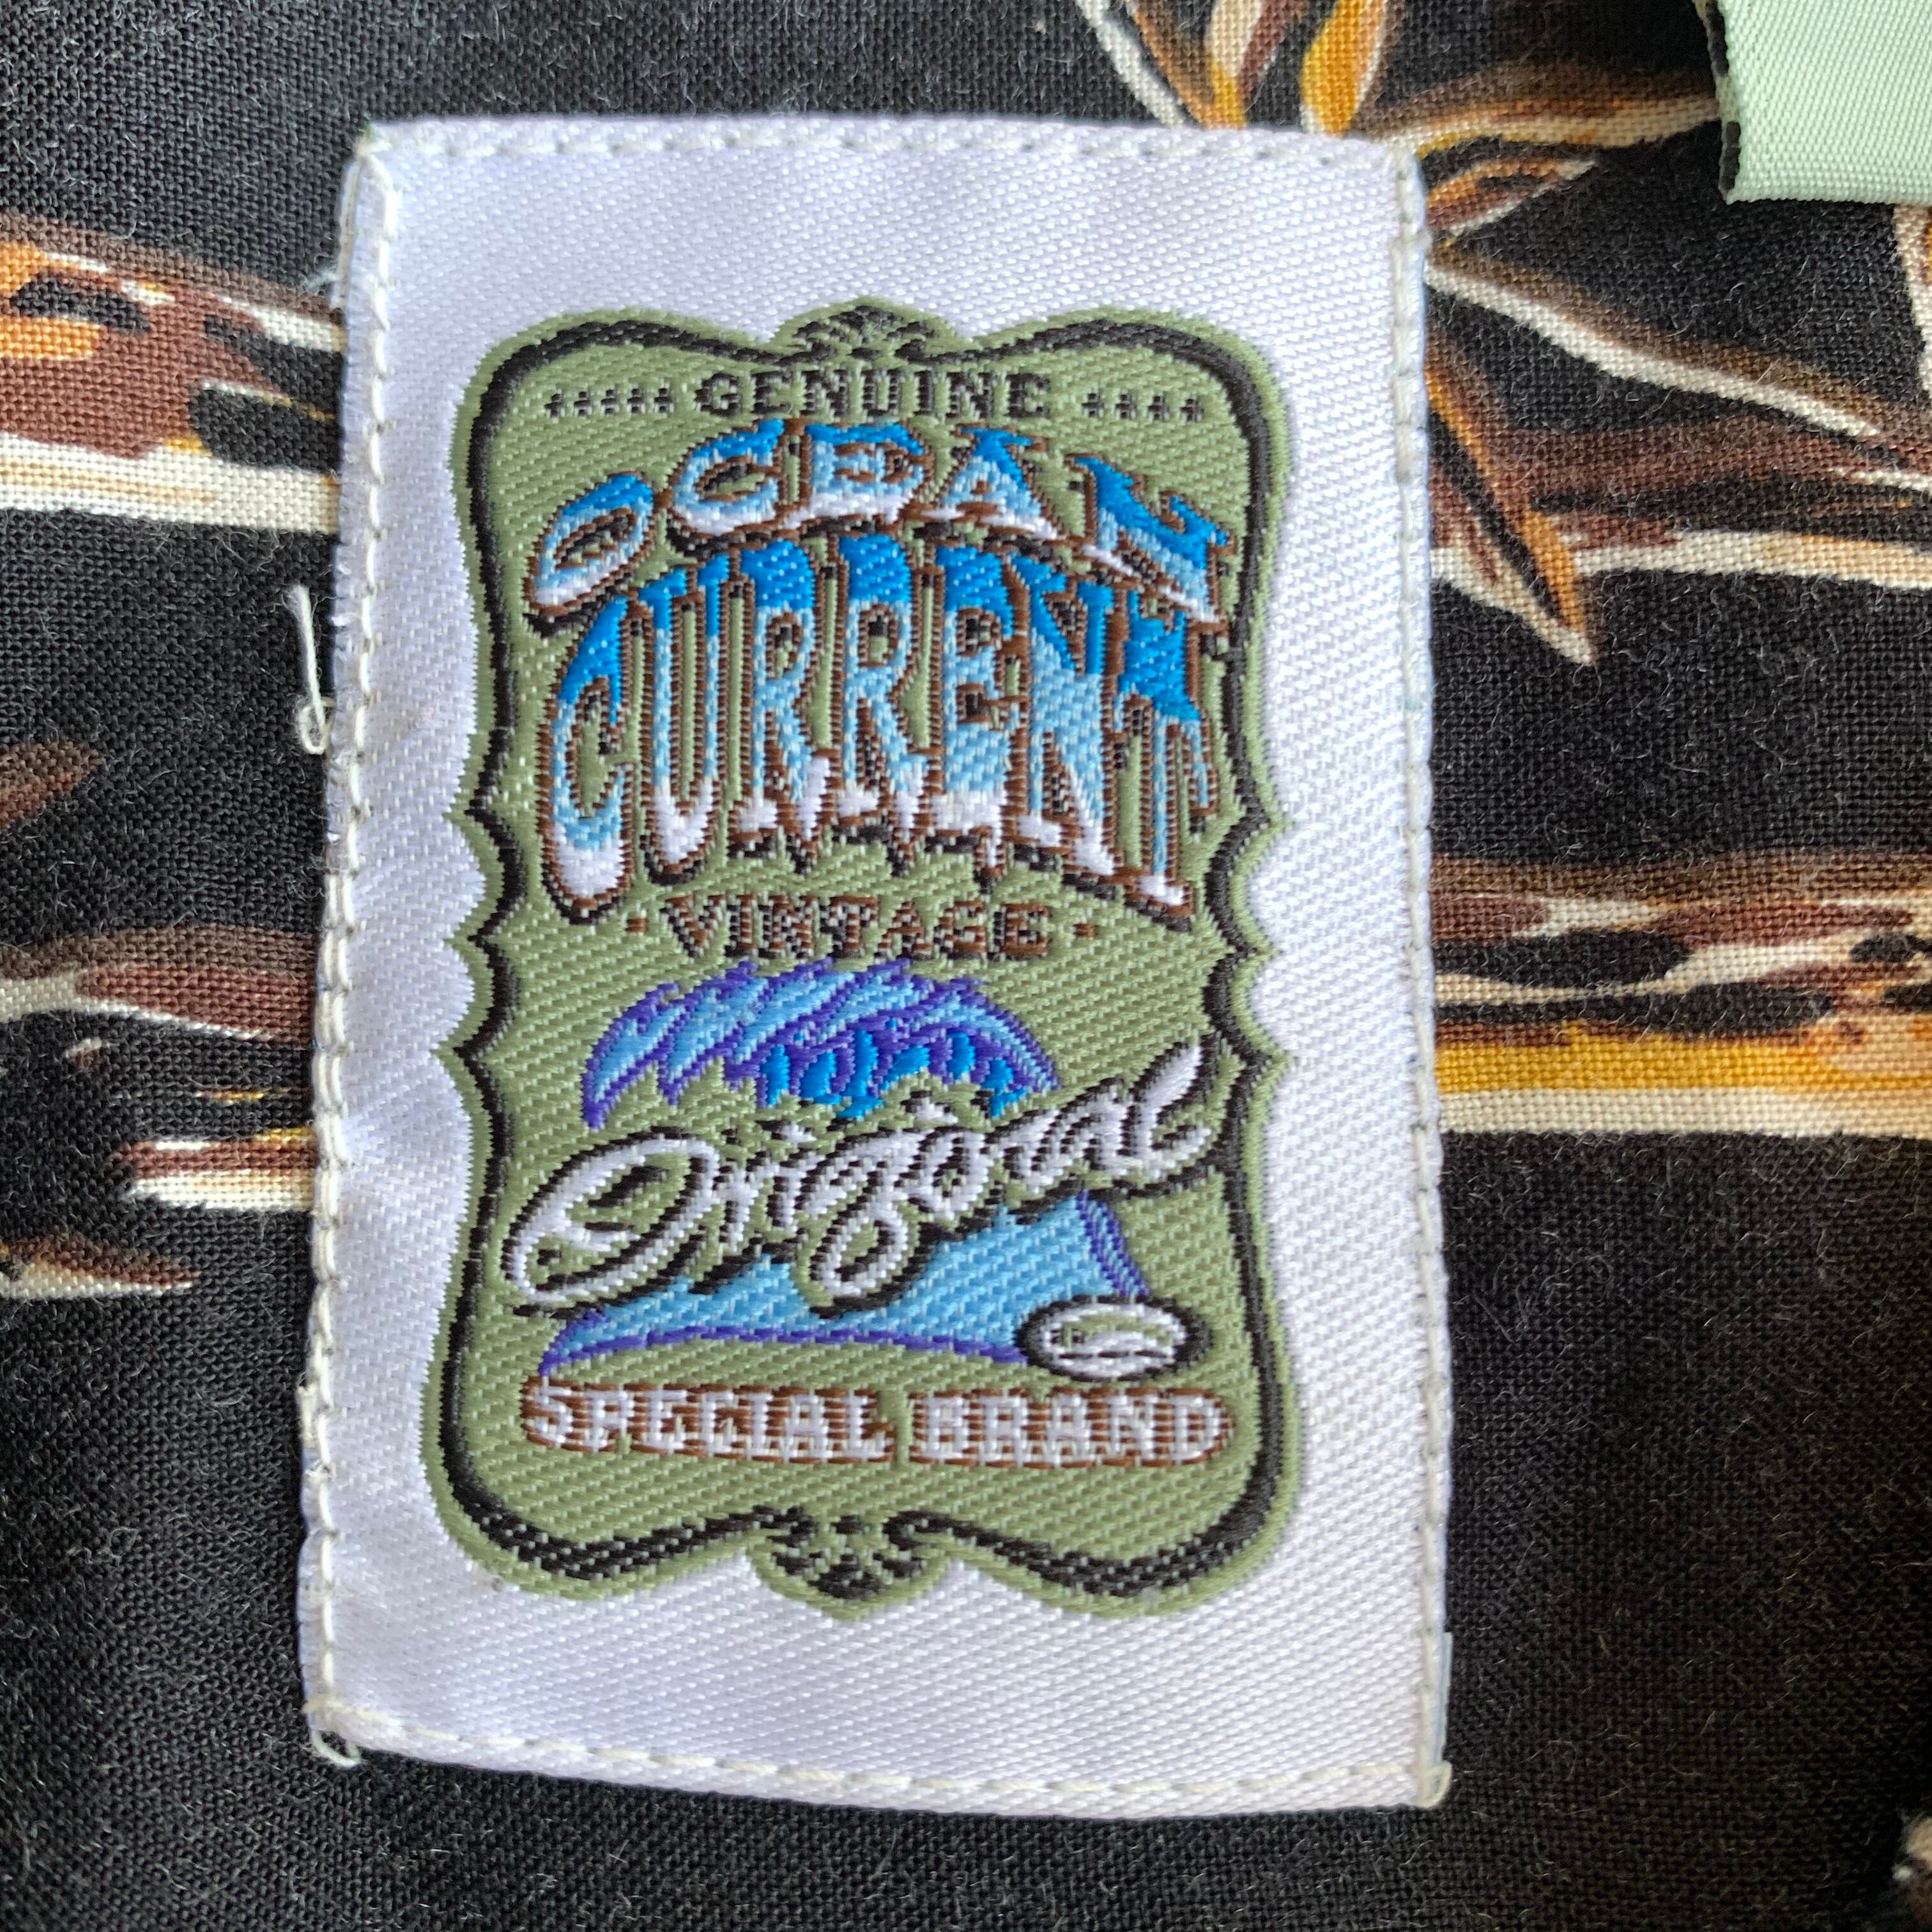 GENUINE
OCEAN
CURRENT
·VINTAGE·
Original
SPECIAL BRAND